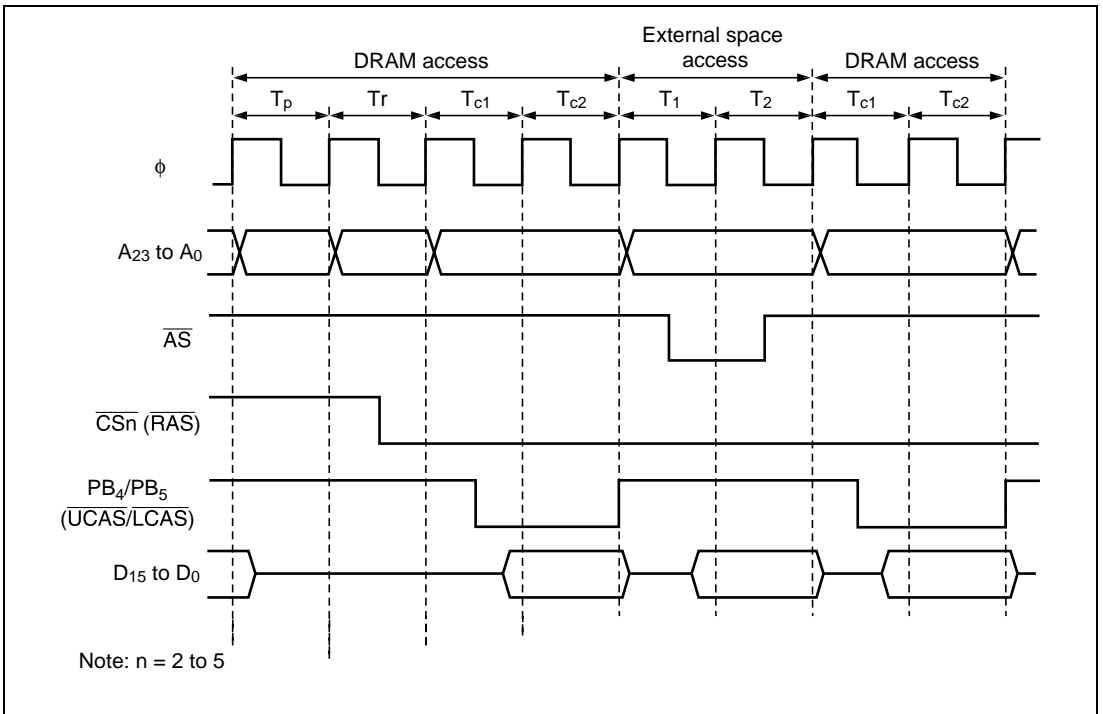 External space
access
DRAM access
DRAM access
Tp
Tr
Tc1
Tc2
T1
T2
Tc1
Tc2
φ
A23 to A0
AS
CSn (RAS)
PB4/PB5
(UCAS/LCAS)
D15 to D0
Note: n = 2 to 5